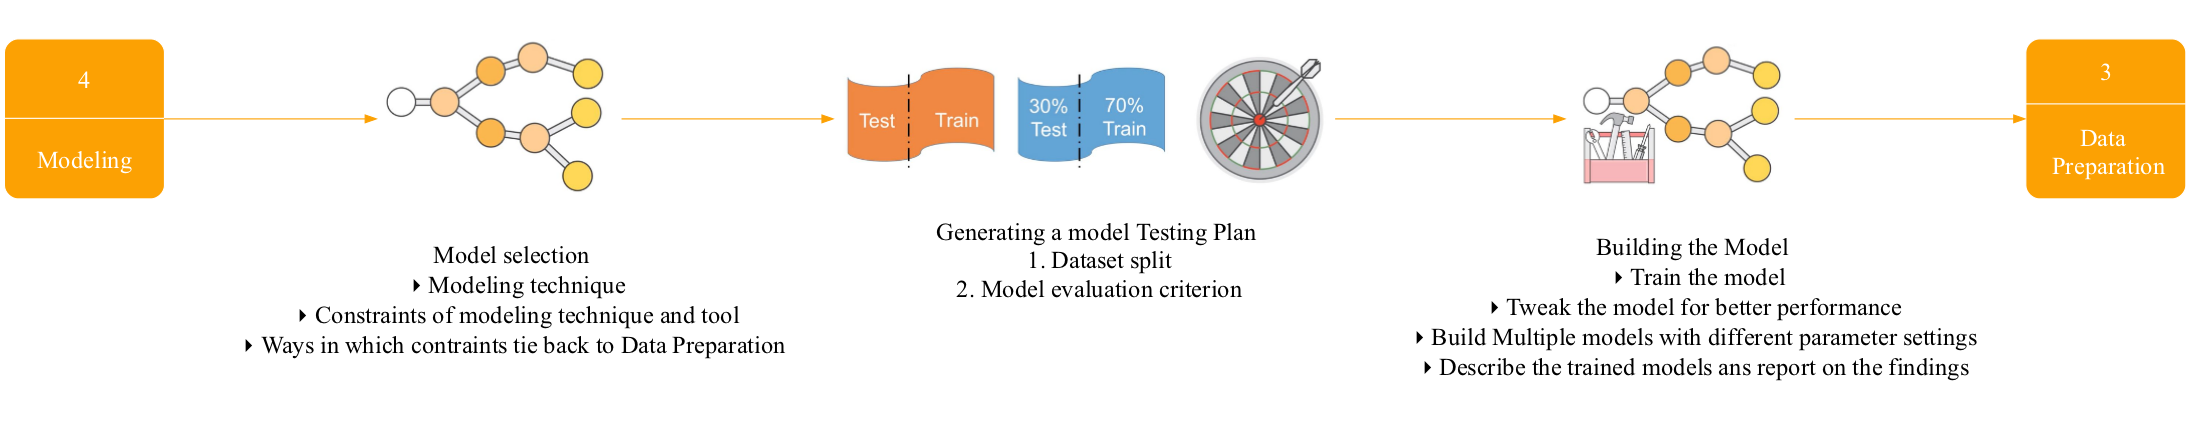 4
Modeling
Model selection
‣ Modeling technique
‣ Constraints of modeling technique and tool
‣ Ways in which contraints tie back to Data Preparation
Test
Train
30%
Test
70%
Train
Generating a model Testing Plan
1. Dataset split
2. Model evaluation criterion
Building the Model
‣ Train the model
‣ Tweak the model for better performance
‣ Build Multiple models with different parameter settings
‣ Describe the trained models ans report on the findings
3
Data
Preparation